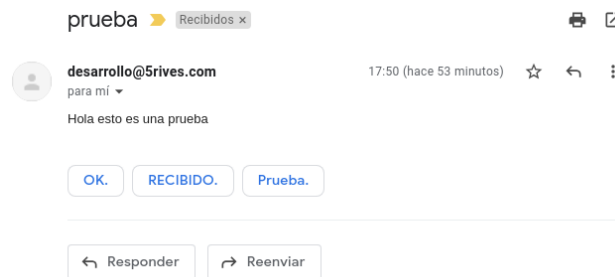 prueba Recibidos ×
desarrollo@5rives.com 17:50 (hace 53 minutos)
para mí
Hola esto es una prueba
OK. RECIBIDO. Prueba.
Responder Reenviar